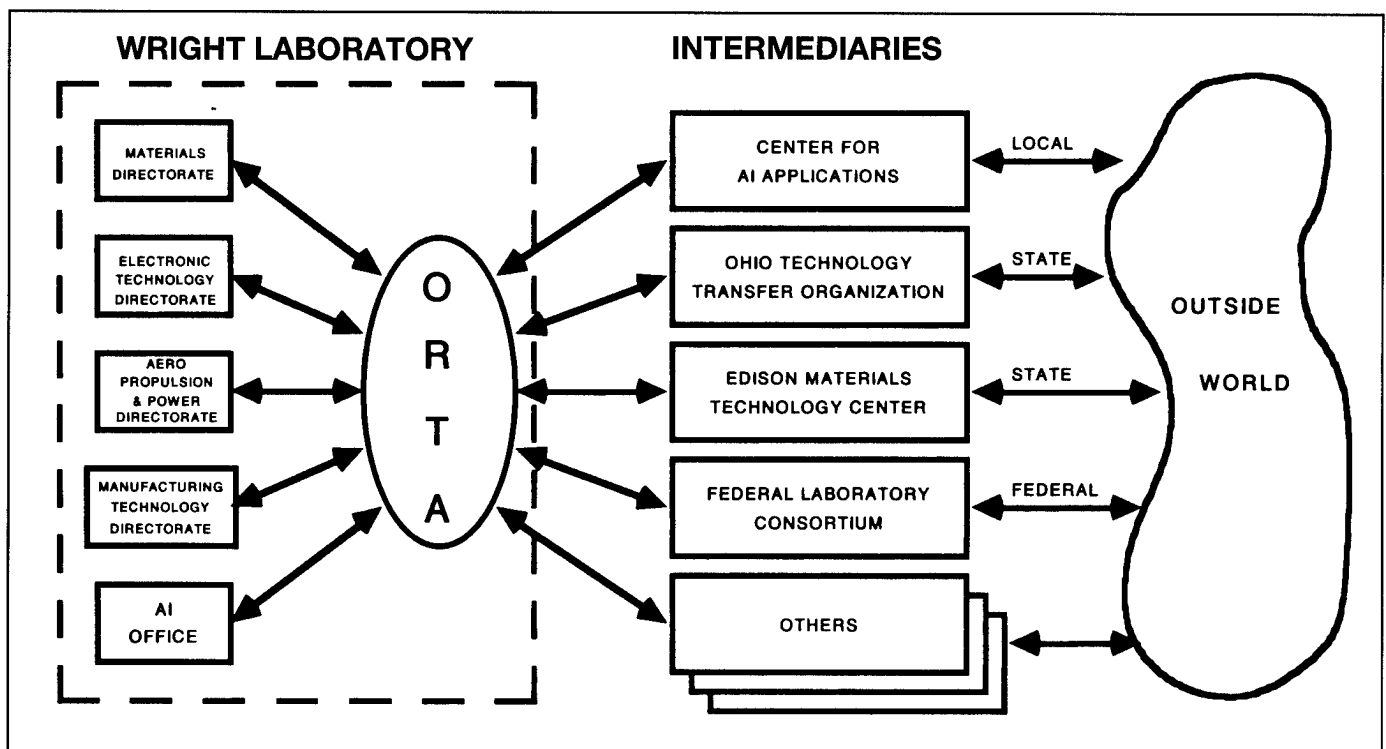 WRIGHT LABORATORY
INTERMEDIARIES
MATERIALS
DIRECTORATE
ELECTRONIC
TECHNOLOGY
DIRECTORATE
AERO
PROPULSION
& POWER
DIRECTORATE
MANUFACTURING
TECHNOLOGY
DIRECTORATE
AI
OFFICE
O
R
T
A
CENTER FOR
AI APPLICATIONS
OHIO TECHNOLOGY
TRANSFER ORGANIZATION
EDISON MATERIALS
TECHNOLOGY CENTER
FEDERAL LABORATORY
CONSORTIUM
OTHERS
LOCAL
STATE
STATE
FEDERAL
OUTSIDE
WORLD